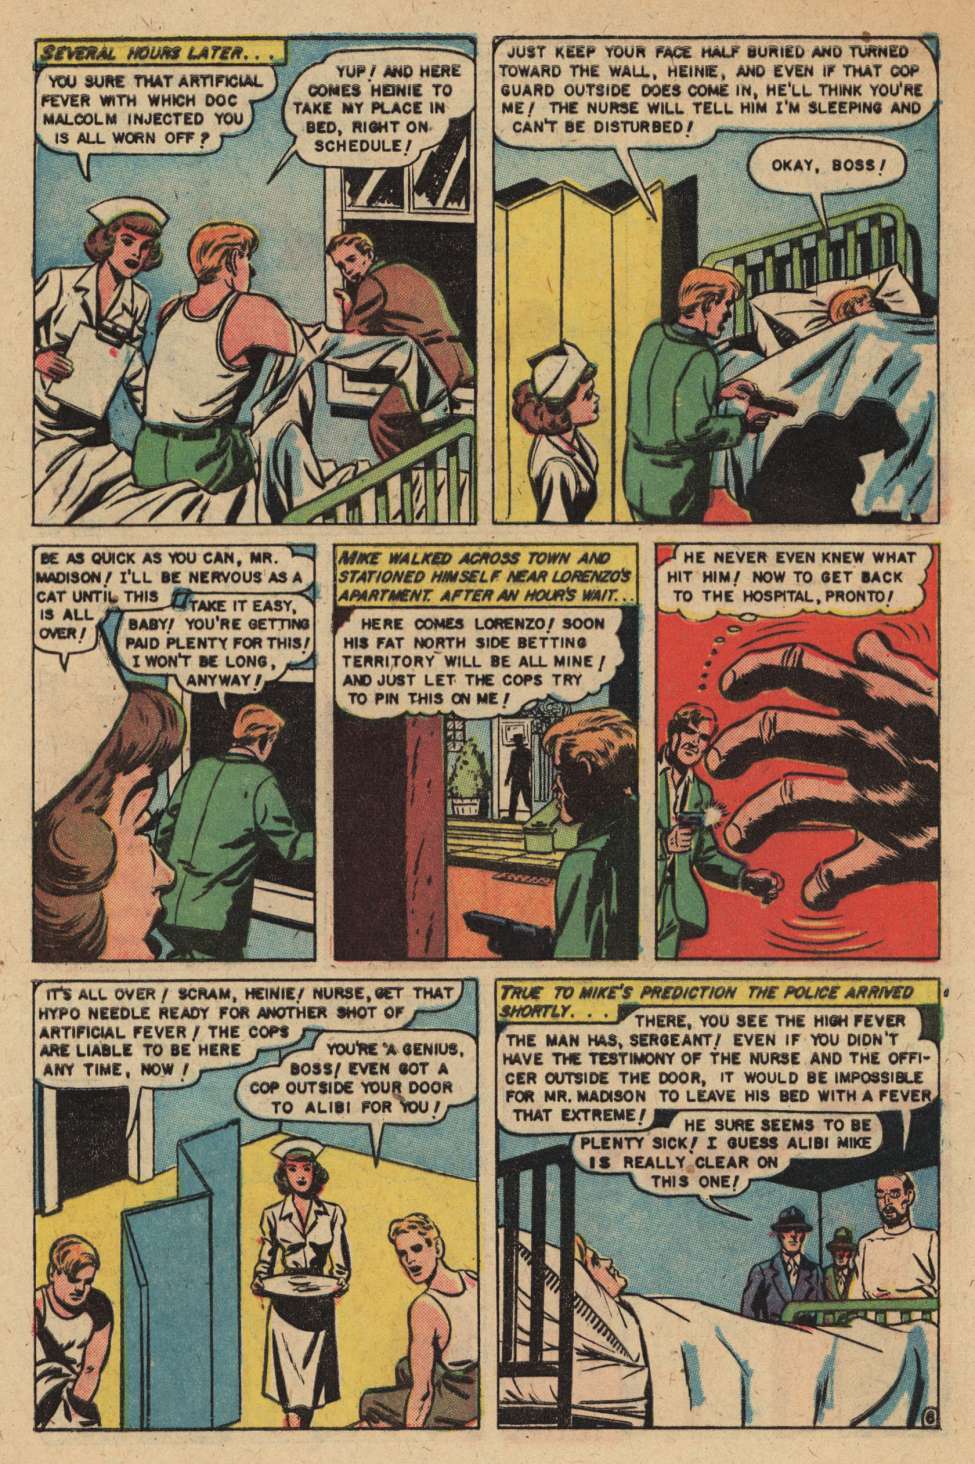 SEVERAL HOURS LATER...
YOU SURE THAT ARTIFICIAL
FEVER WITH WHICH DOC
MALCOLM INJECTED YOU
IS ALL WORN OFF?
YUP! AND HERE
COMES HEINIE TO
TAKE MY PLACE IN
BED, RIGHT ON
SCHEDULE!
JUST KEEP YOUR FACE HALF BURIED AND TURNED
TOWARD THE WALL, HEINIE, AND EVEN IF THAT COP
GUARD OUTSIDE DOES COME IN, HE'LL THINK YOU'RE
ME! THE NURSE WILL TELL HIM I'M SLEEPING AND
CAN'T BE DISTURBED!
OKAY, BOSS!
BE AS QUICK AS YOU CAN, MR.
MADISON! I'LL BE NERVOUS AS A
CAT UNTIL THIS
IS ALL
OVER!
TAKE IT EASY,
BABY! YOU'RE GETTING
PAID PLENTY FOR THIS!
I WON'T BE LONG,
ANYWAY!
MIKE WALKED ACROSS TOWN AND
STATIONED HIMSELF NEAR LORENZO'S
APARTMENT. AFTER AN HOUR'S WAIT...
HERE COMES LORENZO! SOON
HIS FAT NORTH SIDE BETTING
TERRITORY WILL BE ALL MINE!
AND JUST LET THE COPS TRY
TO PIN THIS ON ME!
HE NEVER EVEN KNEW WHAT
HIT HIM! NOW TO GET BACK
TO THE HOSPITAL, PRONTO!
IT'S ALL OVER! SCRAM, HEINIE! NURSE, GET THAT
HYPO NEEDLE READY FOR ANOTHER SHOT OF
ARTIFICIAL FEVER! THE COPS
ARE LIABLE TO BE HERE
ANY TIME, NOW!
YOU'RE A GENIUS,
BOSS! EVEN GOT A
COP OUTSIDE YOUR DOOR
TO ALIBI FOR YOU!
TRUE TO MIKE'S PREDICTION THE POLICE ARRIVED
SHORTLY....
THERE, YOU SEE THE HIGH FEVER
THE MAN HAS, SERGEANT! EVEN IF YOU DIDN'T
HAVE THE TESTIMONY OF THE NURSE AND THE OFFI-
CER OUTSIDE THE DOOR, IT WOULD BE IMPOSSIBLE
FOR MR. MADISON TO LEAVE HIS BED WITH A FEVER
THAT EXTREME!
HE SURE SEEMS TO BE
PLENTY SICK! I GUESS ALIBI MIKE
IS REALLY CLEAR ON
THIS ONE!
6